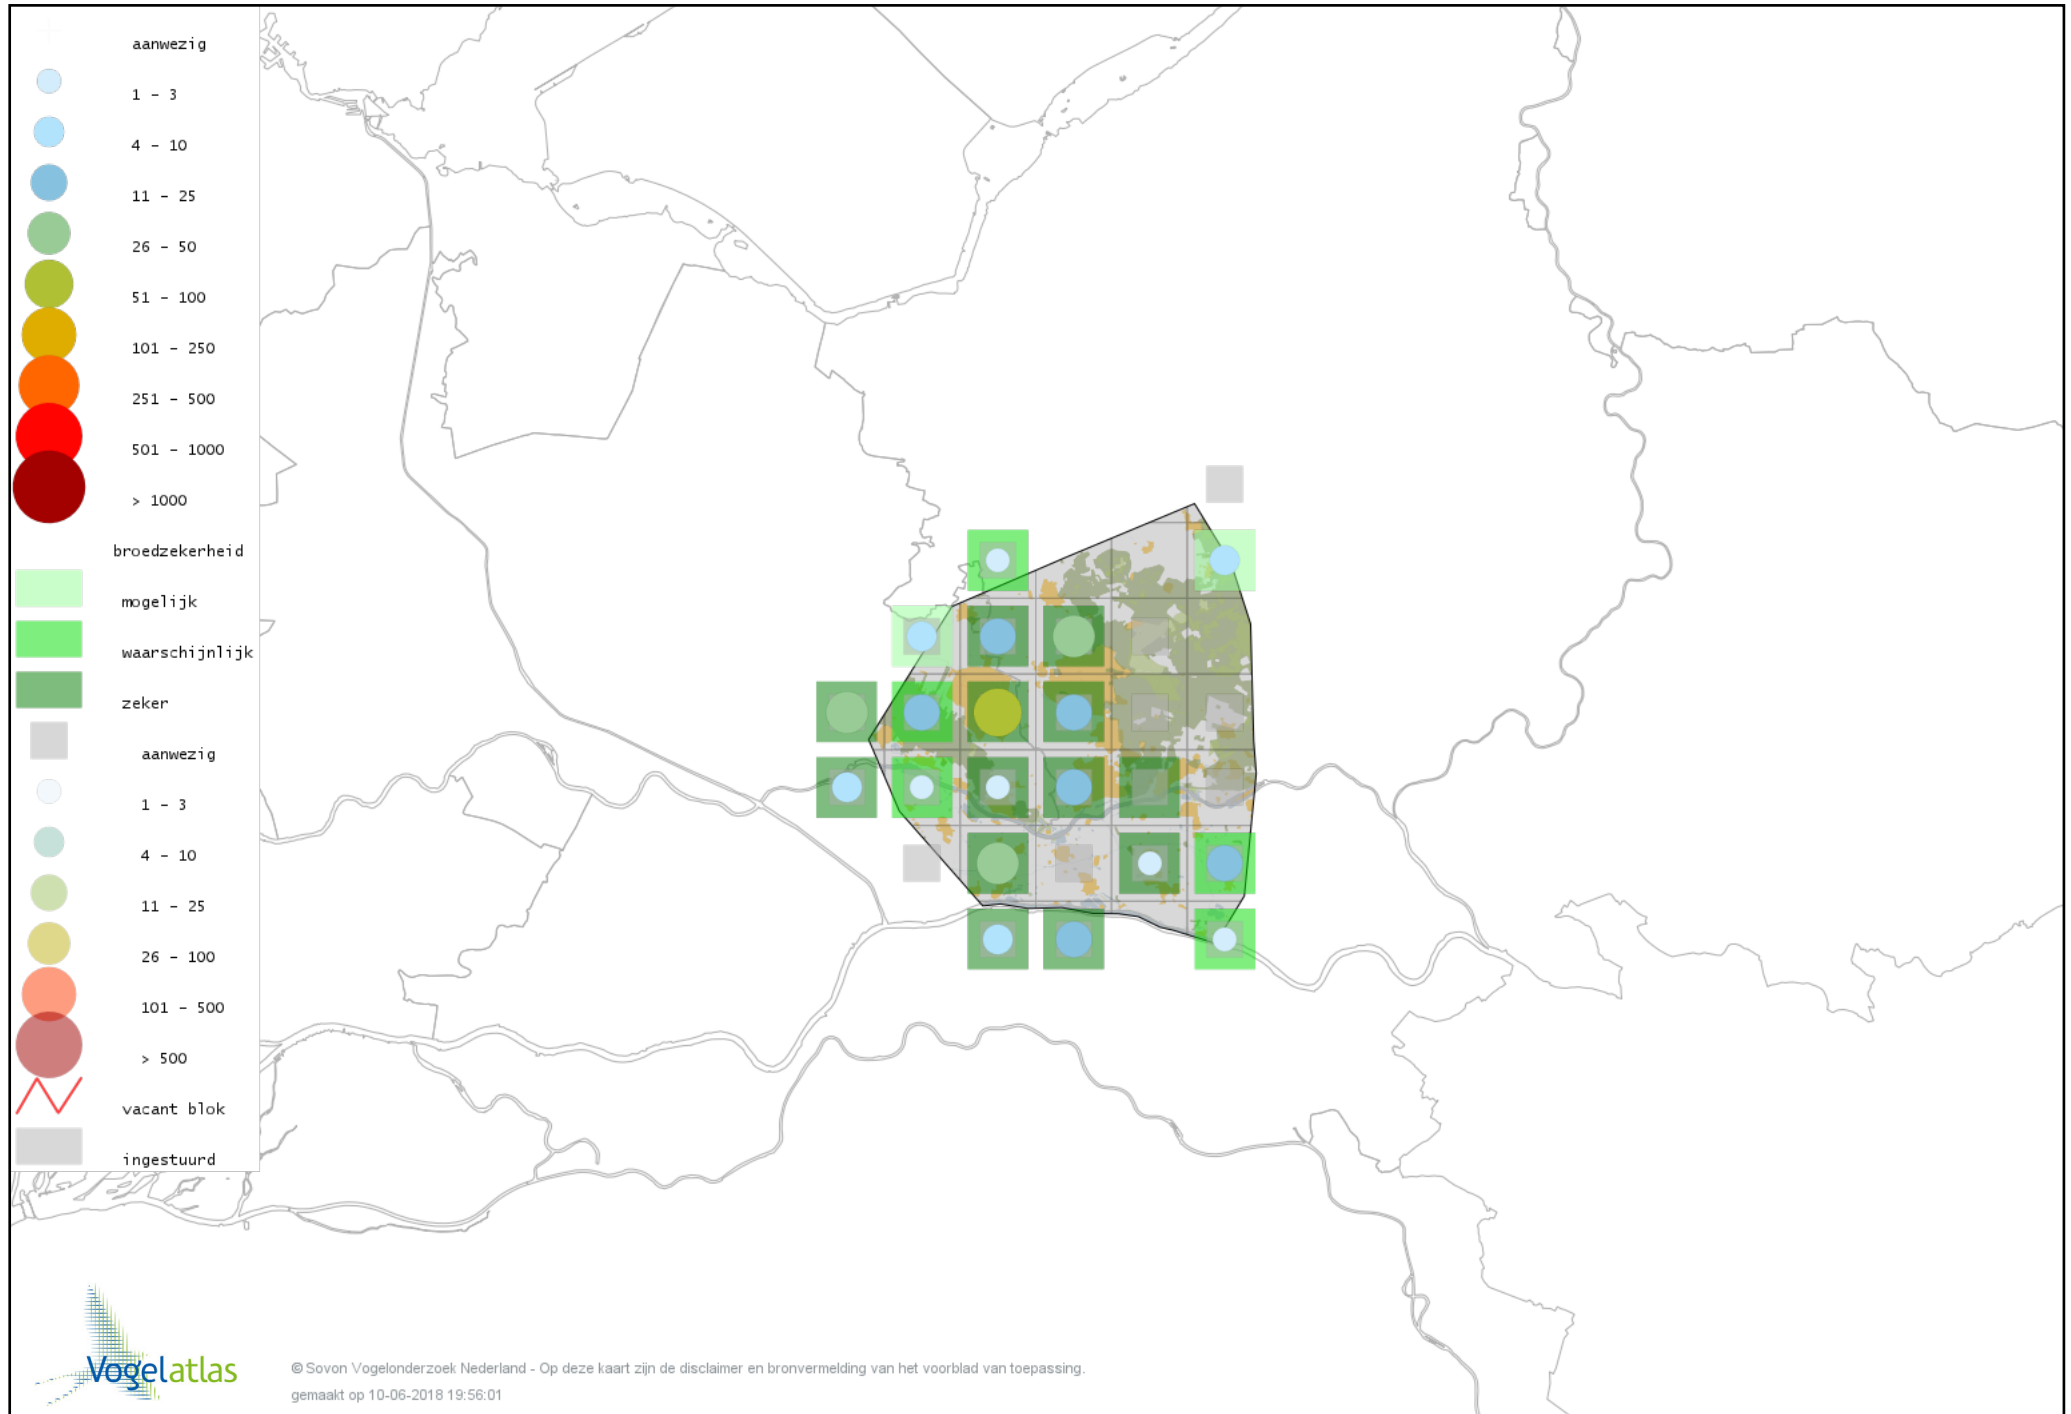 aanwezig
1 - 3
4 - 10
11 - 25
26 - 50
51 - 100
101 - 250
251 - 500
501 - 1000
> 1000
broedzekerheid
mogelijk
waarschijnlijk
zeker
aanwezig
1 - 3
4 - 10
11 - 25
26 - 100
101 - 500
> 500
vacant blok
ingestuurd
Vogelatlas
© Sovon Vogelonderzoek Nederland - Op deze kaart zijn de disclaimer en bronvermelding van het voorblad van toepassing.
gemaakt op 10-06-2018 19:56:01